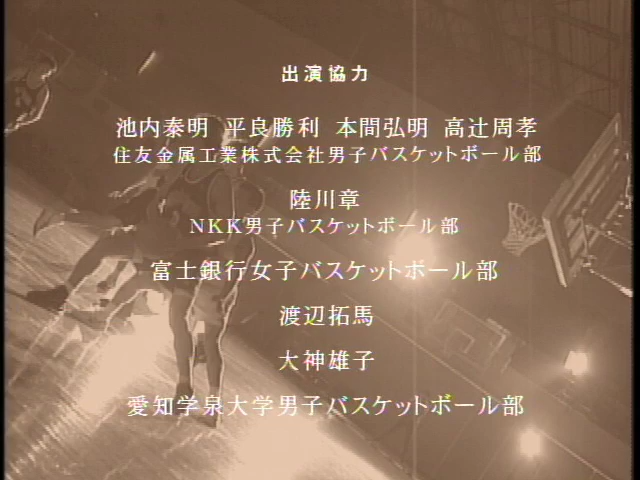 出演協力
池内泰明 平良勝利 本間弘明 高辻周孝
住友金属工業株式会社男子バスケットボール部
陸川章
NKK男子バスケットボール部
富士銀行女子バスケットボール部
渡辺拓馬
大神雄子
愛知学泉大学男子バスケットボール部